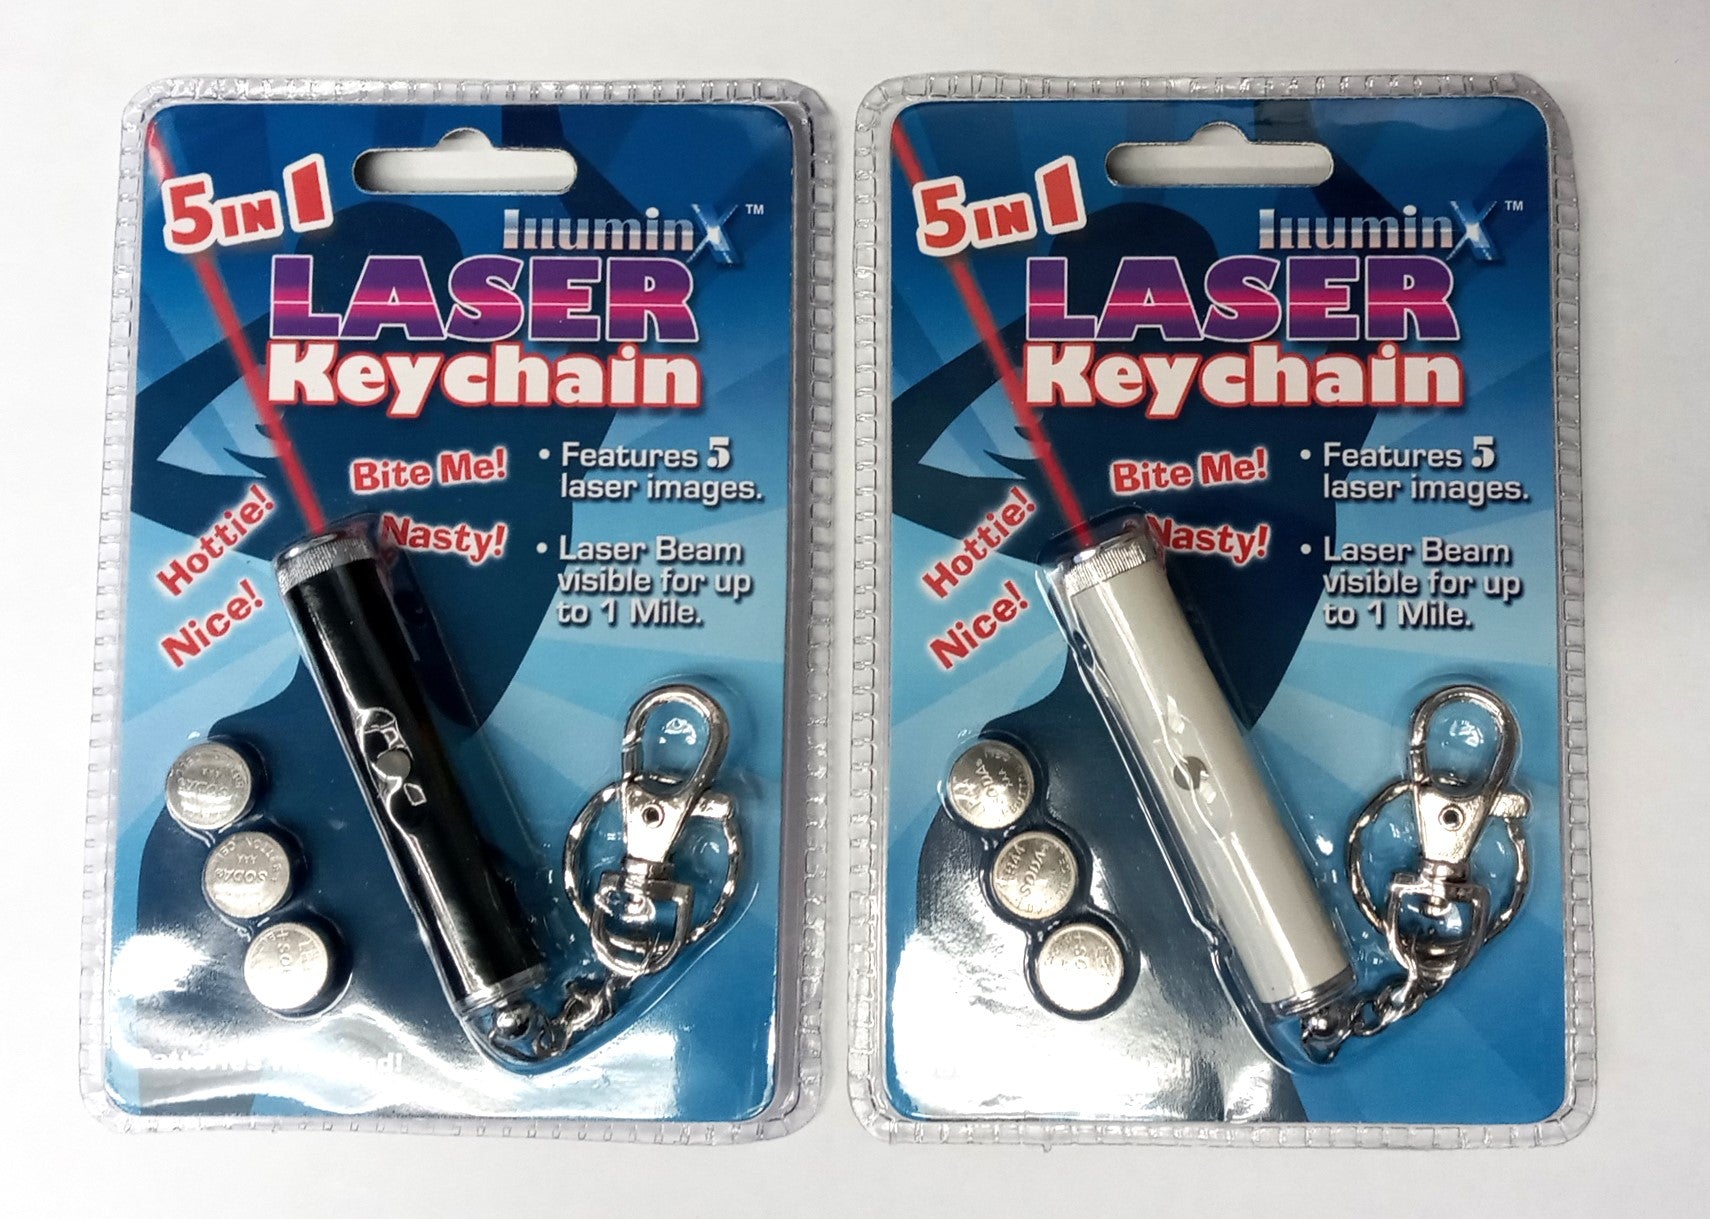 5 IN 1
IlluminX™
LASER
Keychain
Bite Me!
Nasty!
Hottie!
Nice!
• Features 5
laser images.
• Laser Beam
visible for up
to 1 Mile.
SODA
SODA
5 IN 1
IlluminX™
LASER
Keychain
Bite Me!
Nasty!
Hottie!
Nice!
• Features 5
laser images.
• Laser Beam
visible for up
to 1 Mile.